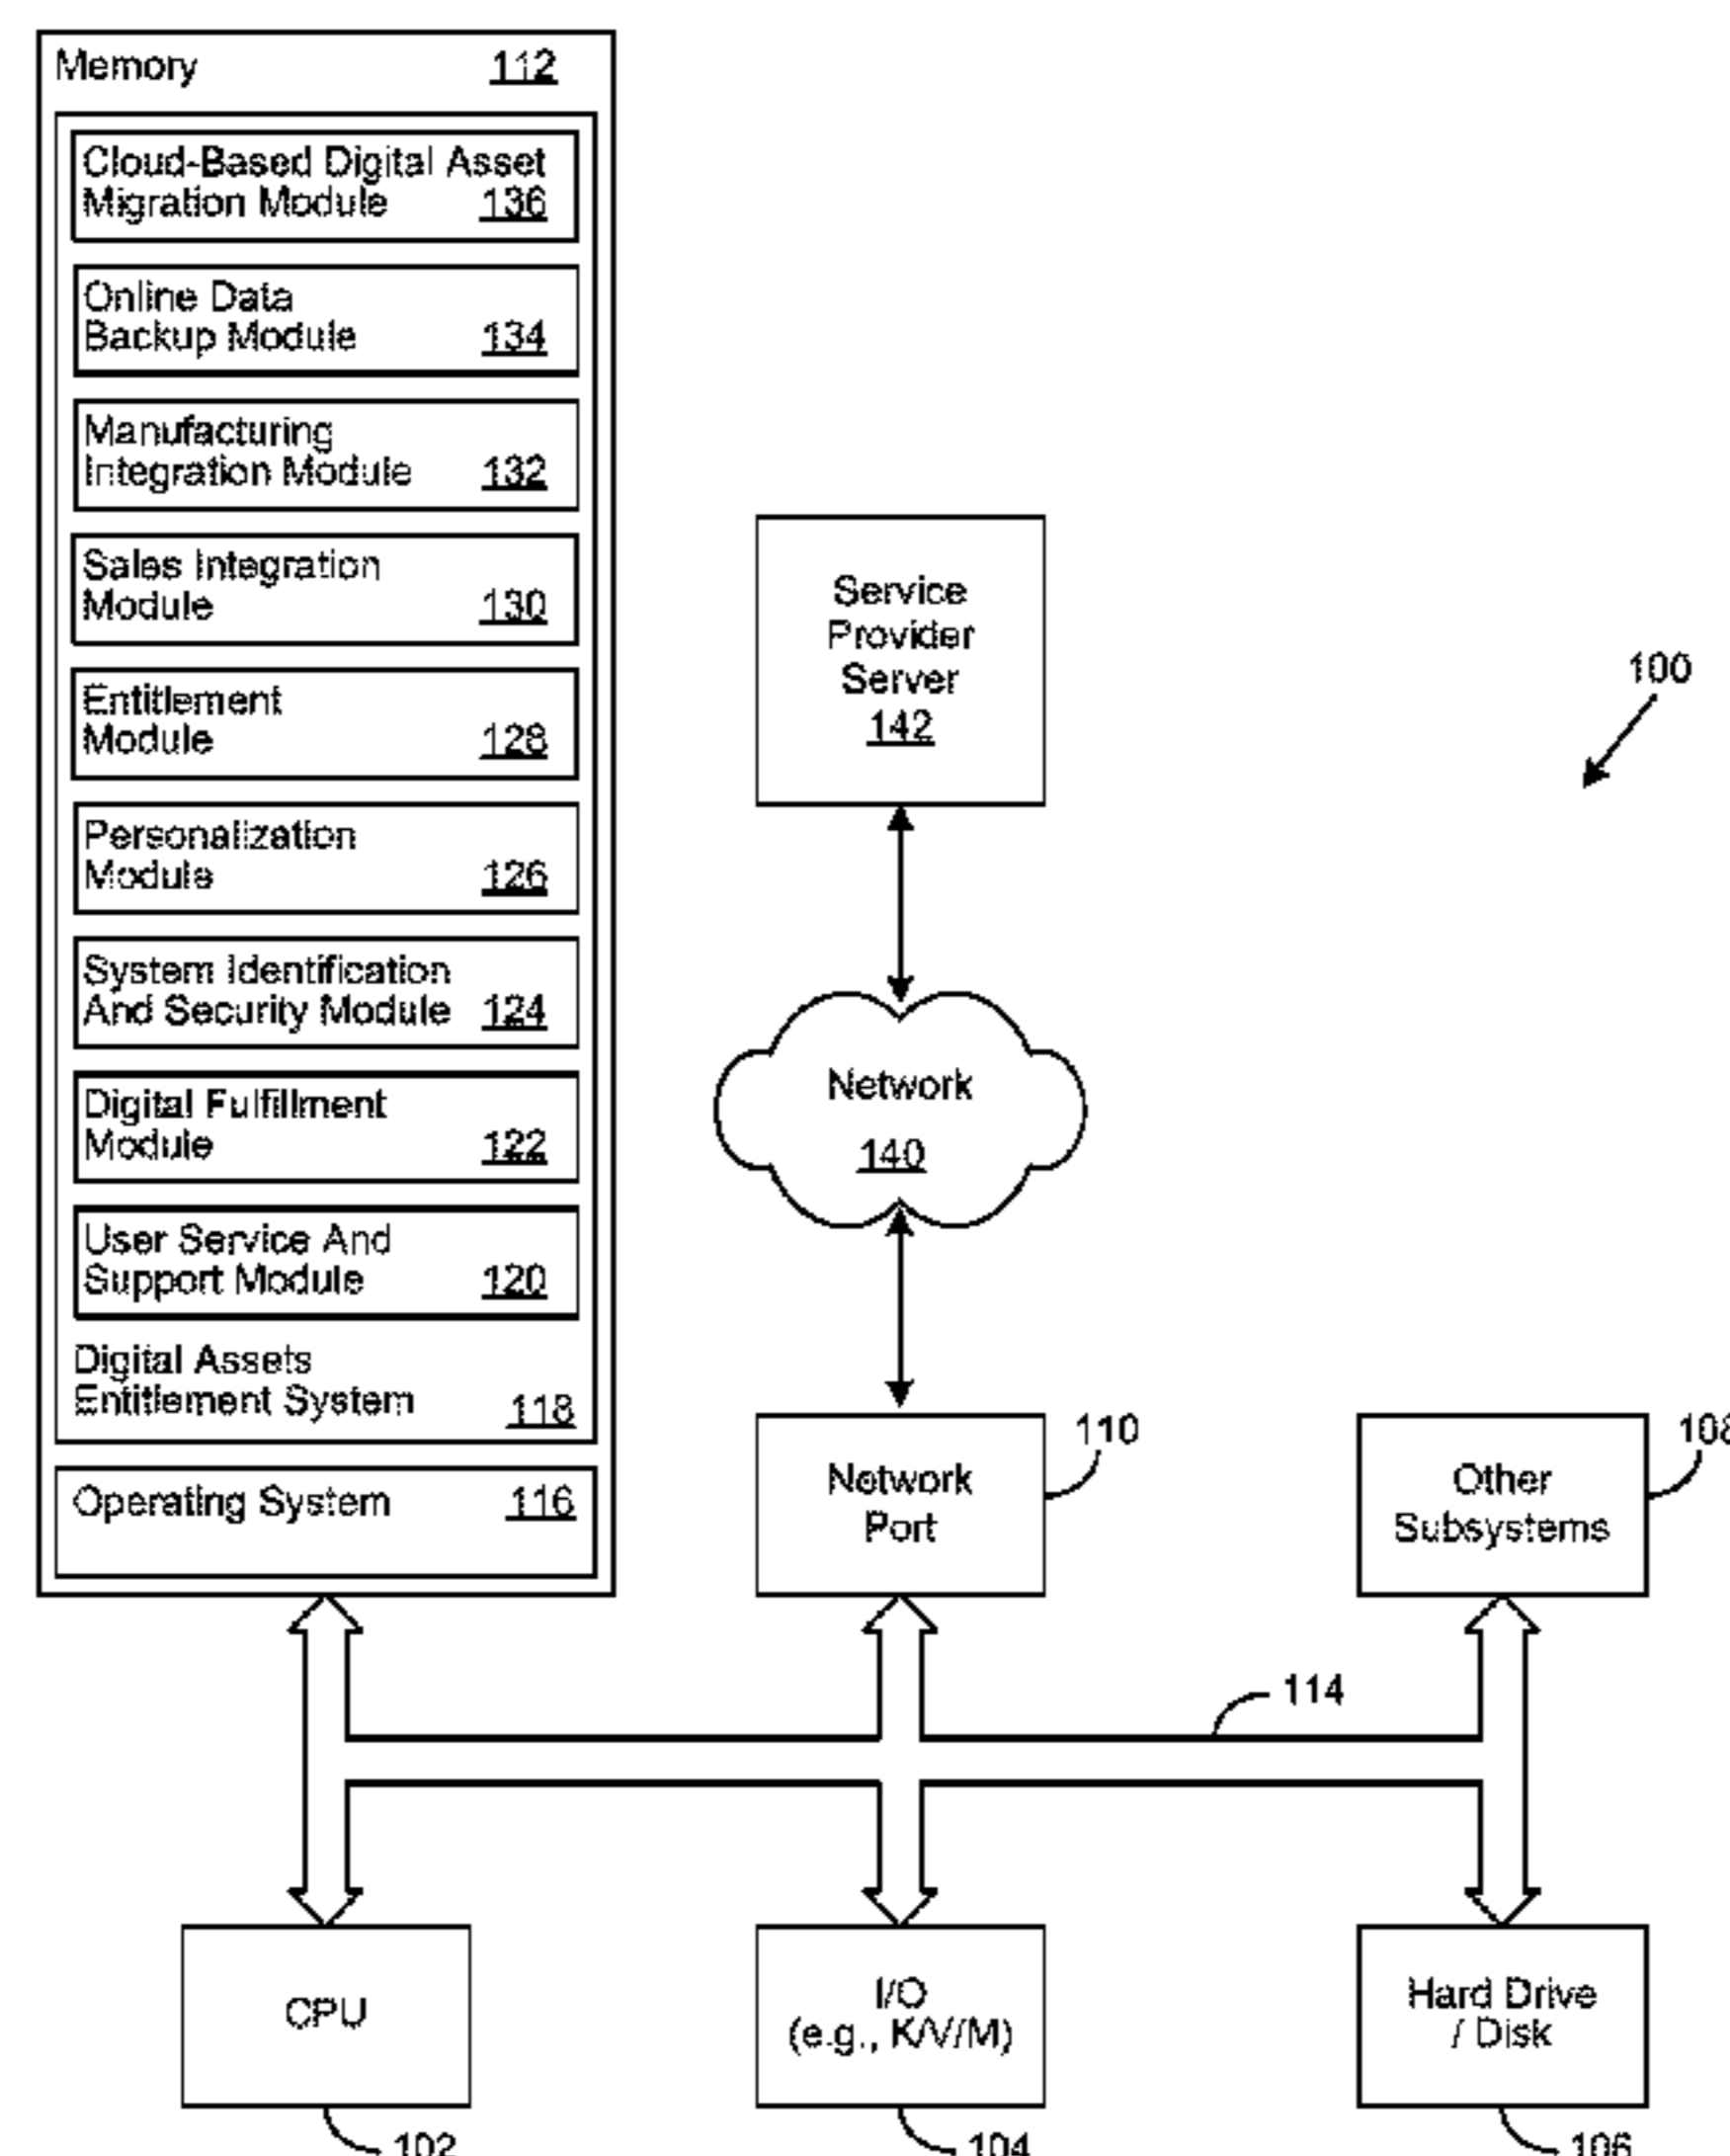 Memory 112
Cloud-Based Digital Asset
Migration Module 136
Online Data
Backup Module 134
Manufacturing
Integration Module 132
Sales Integration
Module 130
Entitlement
Module 128
Personalization
Module 126
System Identification
And Security Module 124
Digital Fulfillment
Module 122
User Service And
Support Module 120
Digital Assets
Entitlement System 118
Operating System 116
Service
Provider
Server
142
100
Network
140
Network
Port
110
Other
Subsystems
108
114
CPU
102
I/O
(e.g., K/V/M)
104
Hard Drive
/ Disk
106